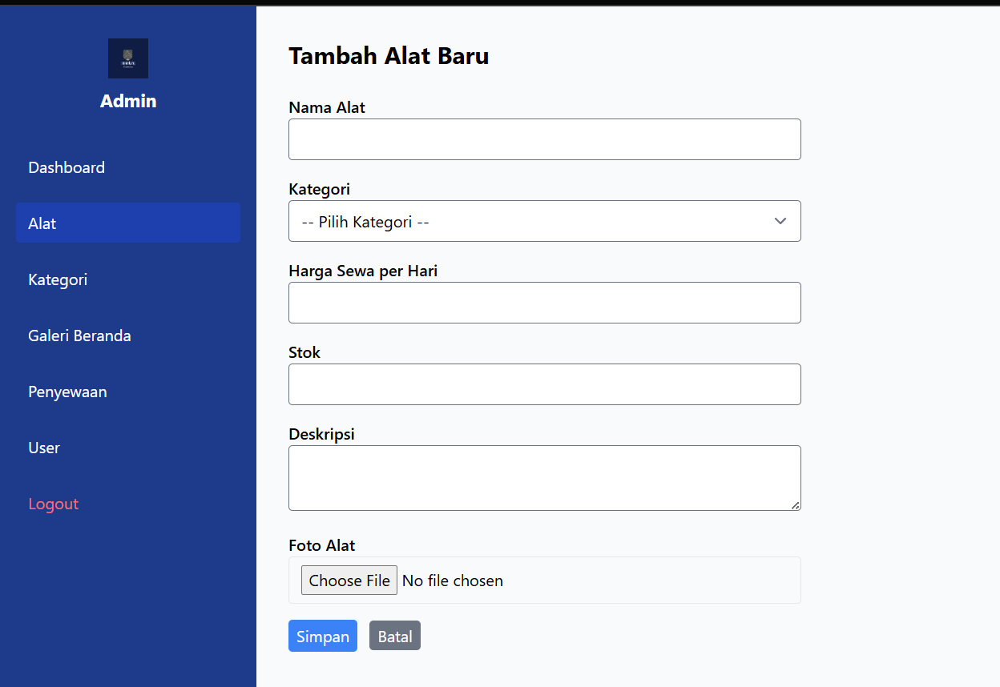 Admin
Dashboard
Alat
Kategori
Galeri Beranda
Penyewaan
User
Logout
Tambah Alat Baru
Nama Alat
Kategori
-- Pilih Kategori --
Harga Sewa per Hari
Stok
Deskripsi
Foto Alat
Choose File No file chosen
Simpan Batal